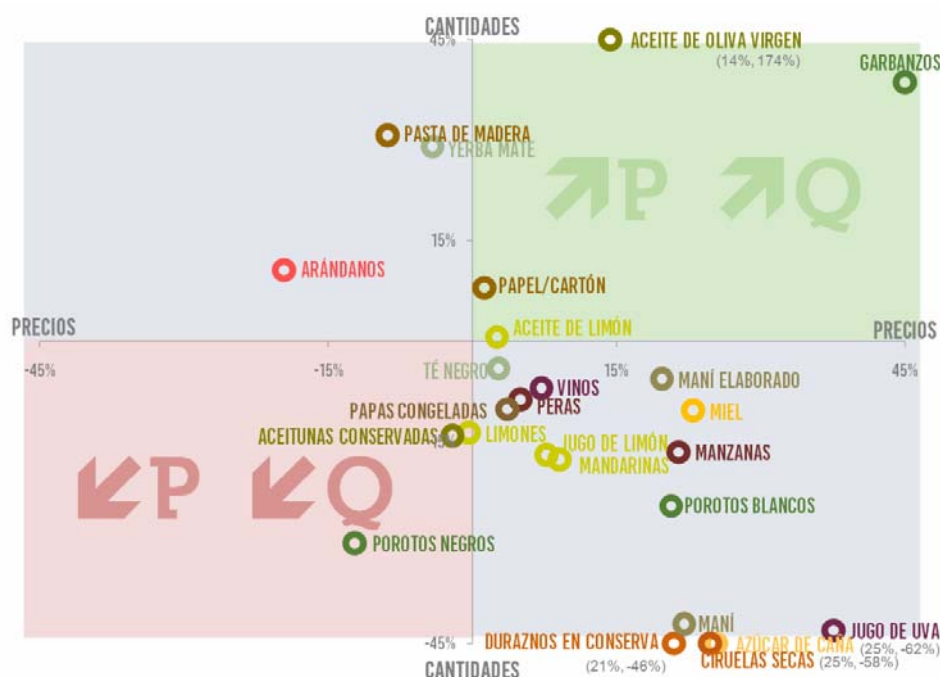 CANTIDADES
45%
ACEITE DE OLIVA VIRGEN
(14%, 174%)
GARBANZOS
PASTA DE MADERA
YERBA MATE
P Q
15%
ARÁNDANOS
PAPEL/CARTÓN
ACEITE DE LIMÓN
PRECIOS
PRECIOS
-45%
-15%
15%
45%
TÉ NEGRO
MANÍ ELABORADO
VINOS
PERAS
PAPAS CONGELADAS
MIEL
ACEITUNAS CONSERVADAS
LIMONES
JUGO DE LIMÓN
MANDARINAS
MANZANAS
P Q
POROTOS BLANCOS
POROTOS NEGROS
MANÍ
JUGO DE UVA
-45%
DURAZNOS EN CONSERVA
AZÚCAR DE CAÑA
(25%, -62%)
(21%, -46%)
CIRUELAS SECAS
(25%, -58%)
CANTIDADES